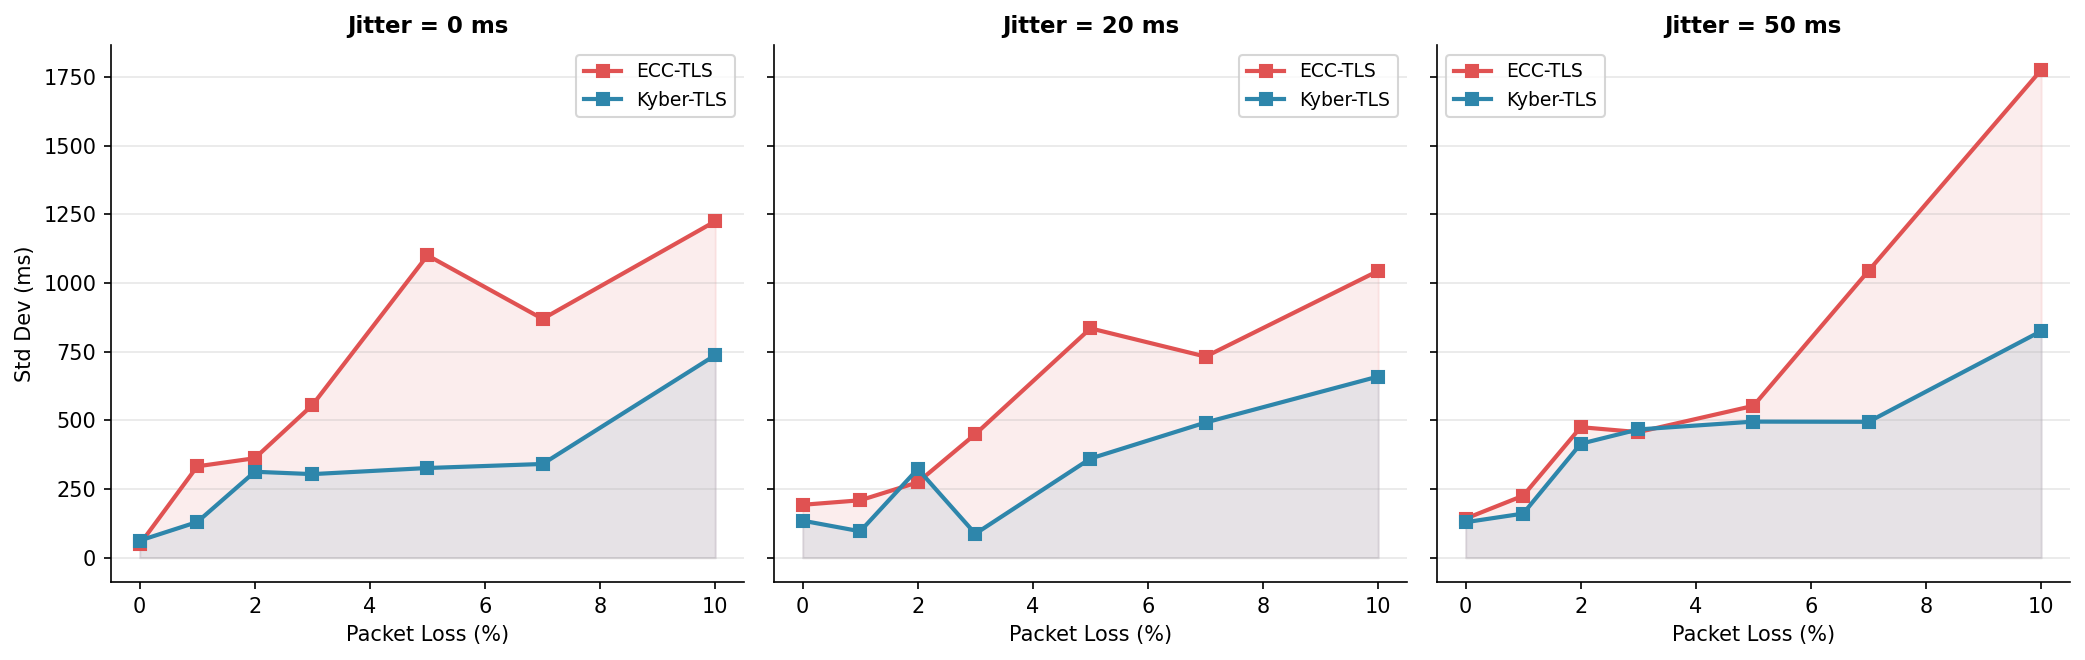 Jitter = 0 ms
Jitter = 20 ms
Jitter = 50 ms
ECC-TLS
Kyber-TLS
ECC-TLS
Kyber-TLS
ECC-TLS
Kyber-TLS
Std Dev (ms)
1750
1500
1250
1000
750
500
250
0
0 2 4 6 8 10
0 2 4 6 8 10
0 2 4 6 8 10
Packet Loss (%)
Packet Loss (%)
Packet Loss (%)